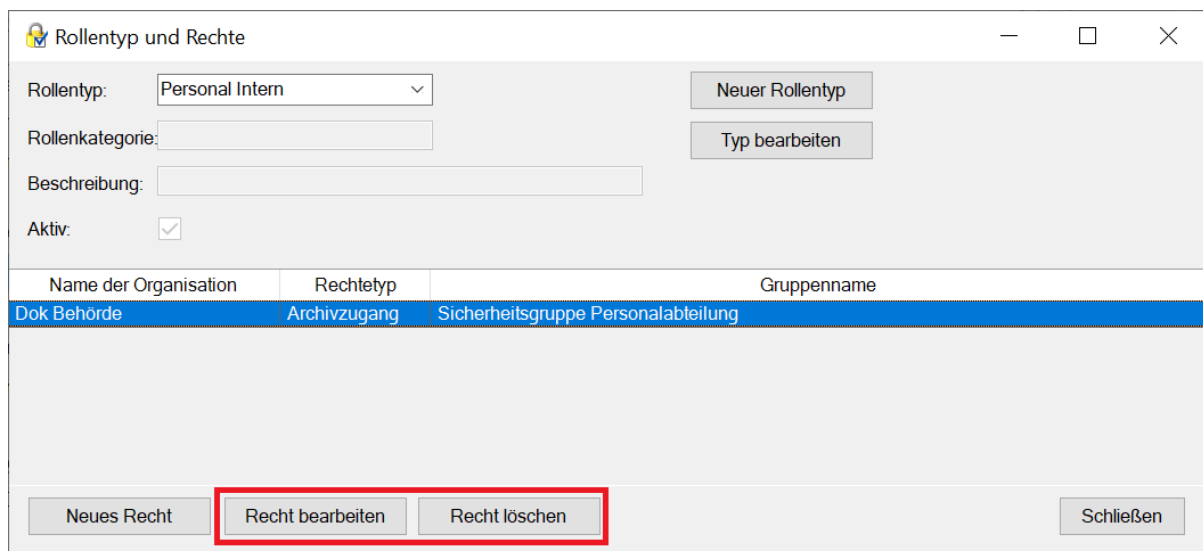 Rollentyp und Rechte
Rollentyp: Personal Intern Neuer Rollentyp
Rollenkategorie: Typ bearbeiten
Beschreibung:
Aktiv:
Name der Organisation Rechtetyp Gruppenname
Dok Behörde Archivzugang Sicherheitsgruppe Personalabteilung
Neues Recht Recht bearbeiten Recht löschen Schließen